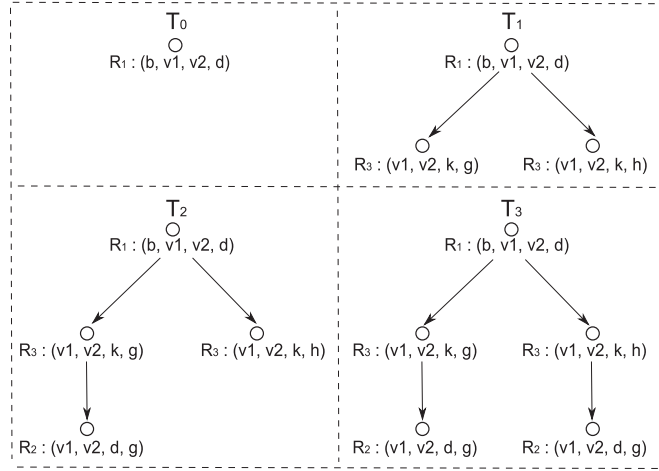 T0
R1 : (b, v1, v2, d)
T1
R1 : (b, v1, v2, d)
R3 : (v1, v2, k, g)
R3 : (v1, v2, k, h)
T2
R1 : (b, v1, v2, d)
R3 : (v1, v2, k, g)
R3 : (v1, v2, k, h)
R2 : (v1, v2, d, g)
T3
R1 : (b, v1, v2, d)
R3 : (v1, v2, k, g)
R3 : (v1, v2, k, h)
R2 : (v1, v2, d, g)
R2 : (v1, v2, d, g)